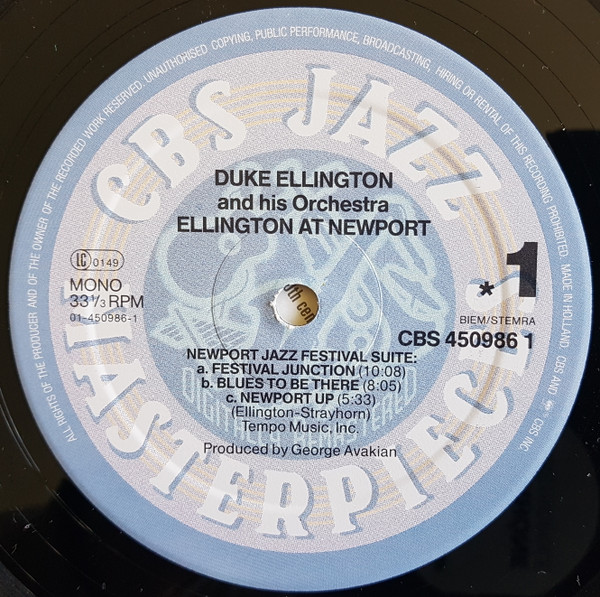 ALL RIGHTS OF THE PRODUCER AND OF THE OWNER OF THE RECORDED WORK RESERVED. UNAUTHORISED COPYING, PUBLIC PERFORMANCE, BROADCASTING, HIRING OR RENTAL OF THIS RECORDING PROHIBITED. MADE IN HOLLAND
CBS AND
CBS INC
CBS JAZZ
MASTERPIECES
DUKE ELLINGTON
and his Orchestra
ELLINGTON AT NEWPORT
LC 0149
MONO
33 1/3 RPM
01-450986-1
* 1
BIEM/STEMRA
CBS 450986 1
NEWPORT JAZZ FESTIVAL SUITE:
a. FESTIVAL JUNCTION (10:08)
b. BLUES TO BE THERE (8:05)
c. NEWPORT UP (5:33)
(Ellington-Strayhorn)
Tempo Music, Inc.
Produced by George Avakian
DIGITALLY REMASTERED